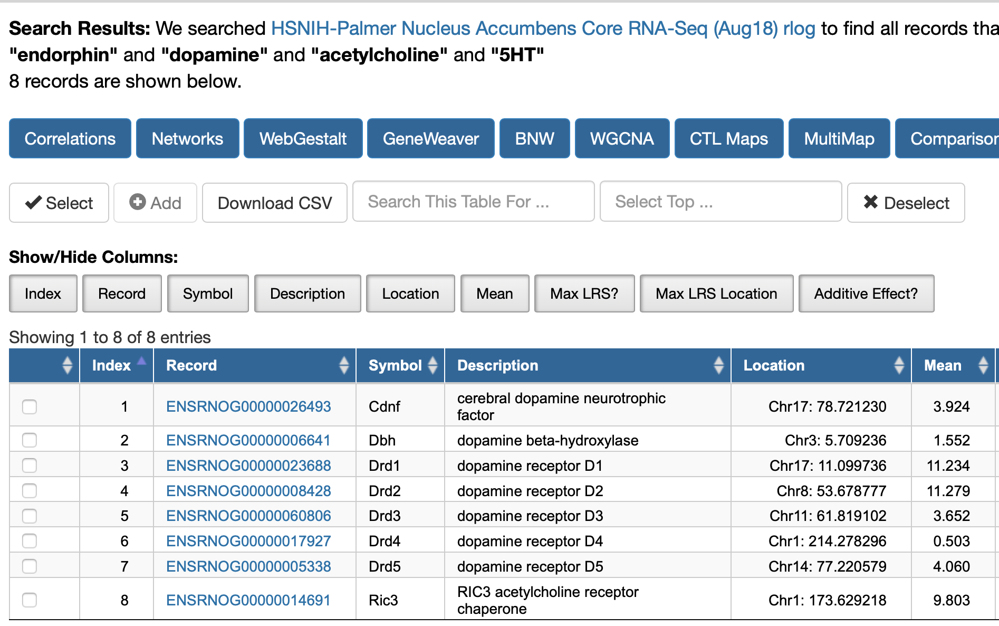 Search Results: We searched HSNIH-Palmer Nucleus Accumbens Core RNA-Seq (Aug18) rlog to find all records tha
"endorphin" and "dopamine" and "acetylcholine" and "5HT"
8 records are shown below.
Correlations Networks WebGestalt GeneWeaver BNW WGCNA CTL Maps MultiMap Comparison
Select Add Download CSV Search This Table For ... Select Top ... Deselect
Show/Hide Columns:
Index Record Symbol Description Location Mean Max LRS? Max LRS Location Additive Effect?
Showing 1 to 8 of 8 entries
Index Record Symbol Description Location Mean
1 ENSRNOG00000026493 Cdnf cerebral dopamine neurotrophic factor Chr17: 78.721230 3.924
2 ENSRNOG00000006641 Dbh dopamine beta-hydroxylase Chr3: 5.709236 1.552
3 ENSRNOG00000023688 Drd1 dopamine receptor D1 Chr17: 11.099736 11.234
4 ENSRNOG00000008428 Drd2 dopamine receptor D2 Chr8: 53.678777 11.279
5 ENSRNOG00000060806 Drd3 dopamine receptor D3 Chr11: 61.819102 3.652
6 ENSRNOG00000017927 Drd4 dopamine receptor D4 Chr1: 214.278296 0.503
7 ENSRNOG00000005338 Drd5 dopamine receptor D5 Chr14: 77.220579 4.060
8 ENSRNOG00000014691 Ric3 RIC3 acetylcholine receptor chaperone Chr1: 173.629218 9.803